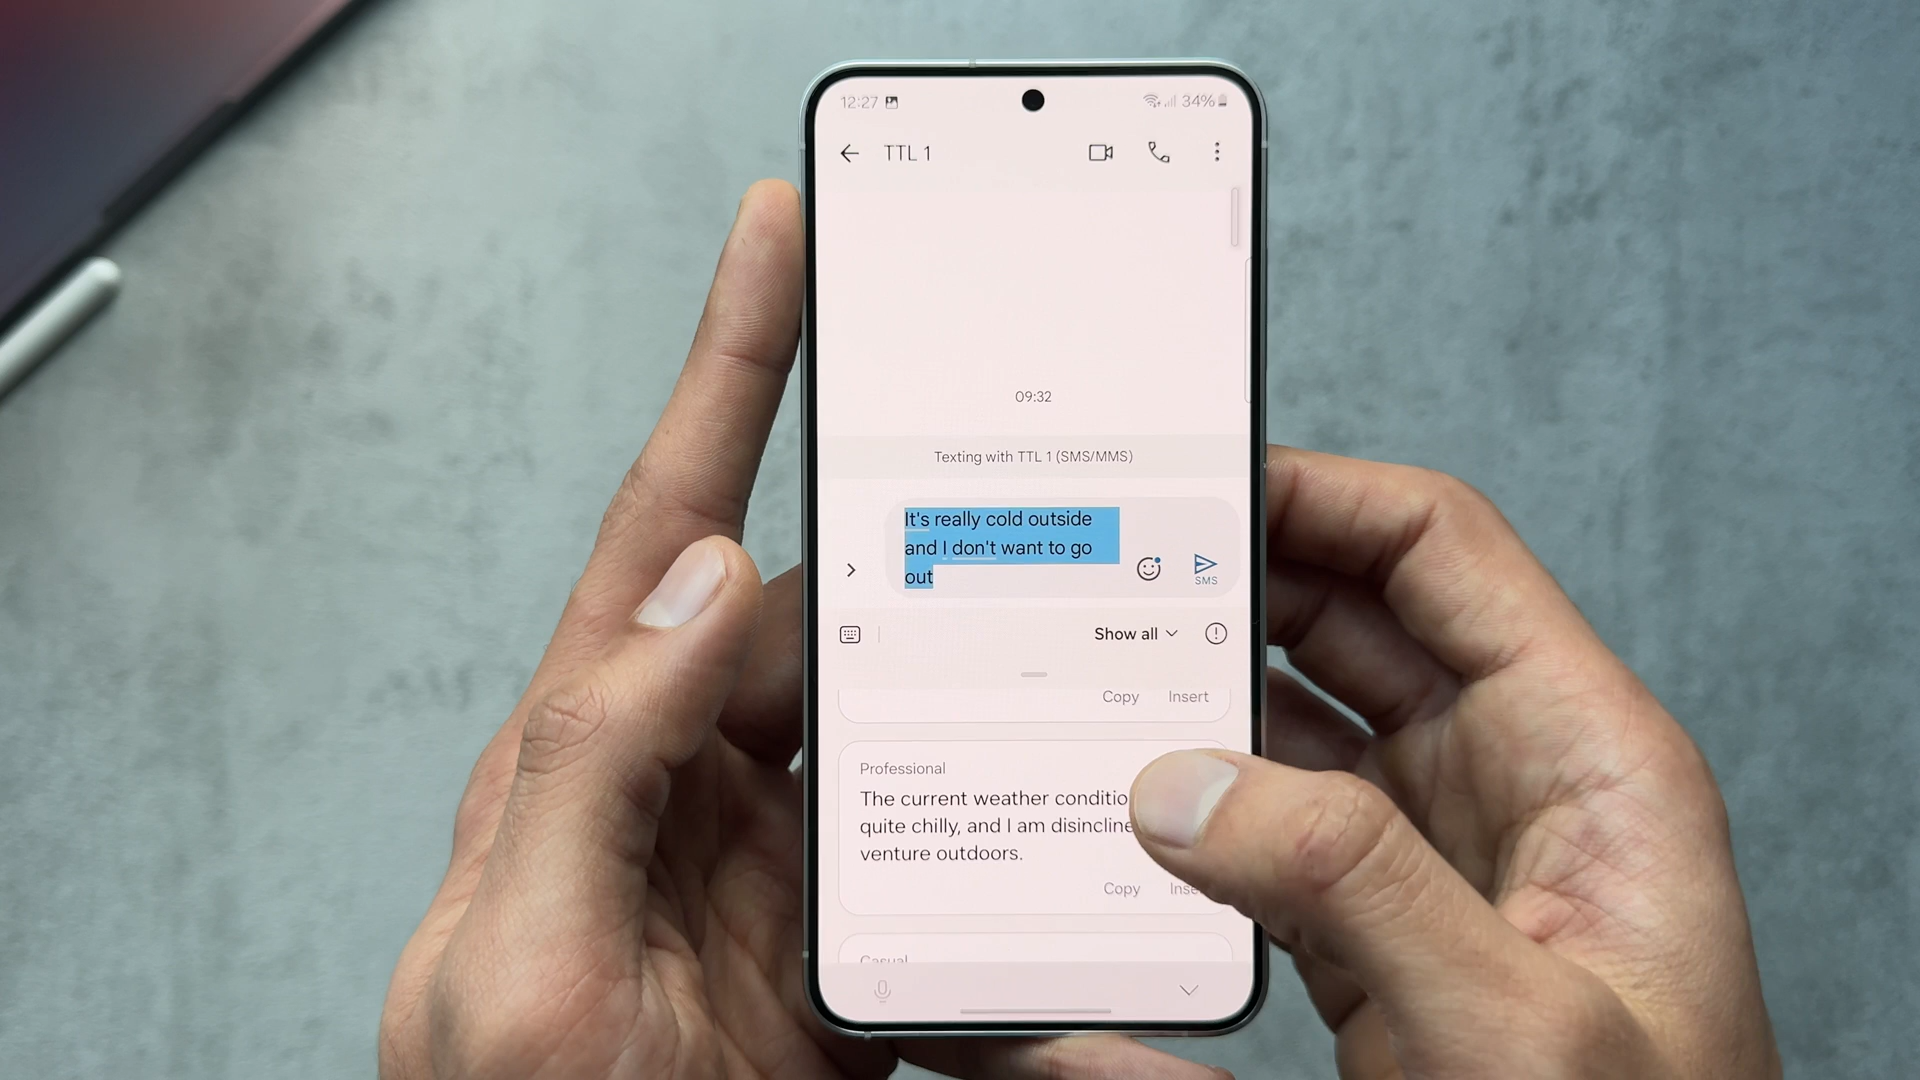 12:27
34%
TTL 1
09:32
Texting with TTL 1 (SMS/MMS)
It's really cold outside
and I don't want to go
out
SMS
Show all
Copy Insert
Professional
The current weather
quite chilly, and I am
venture outdoors.
Copy
Casual